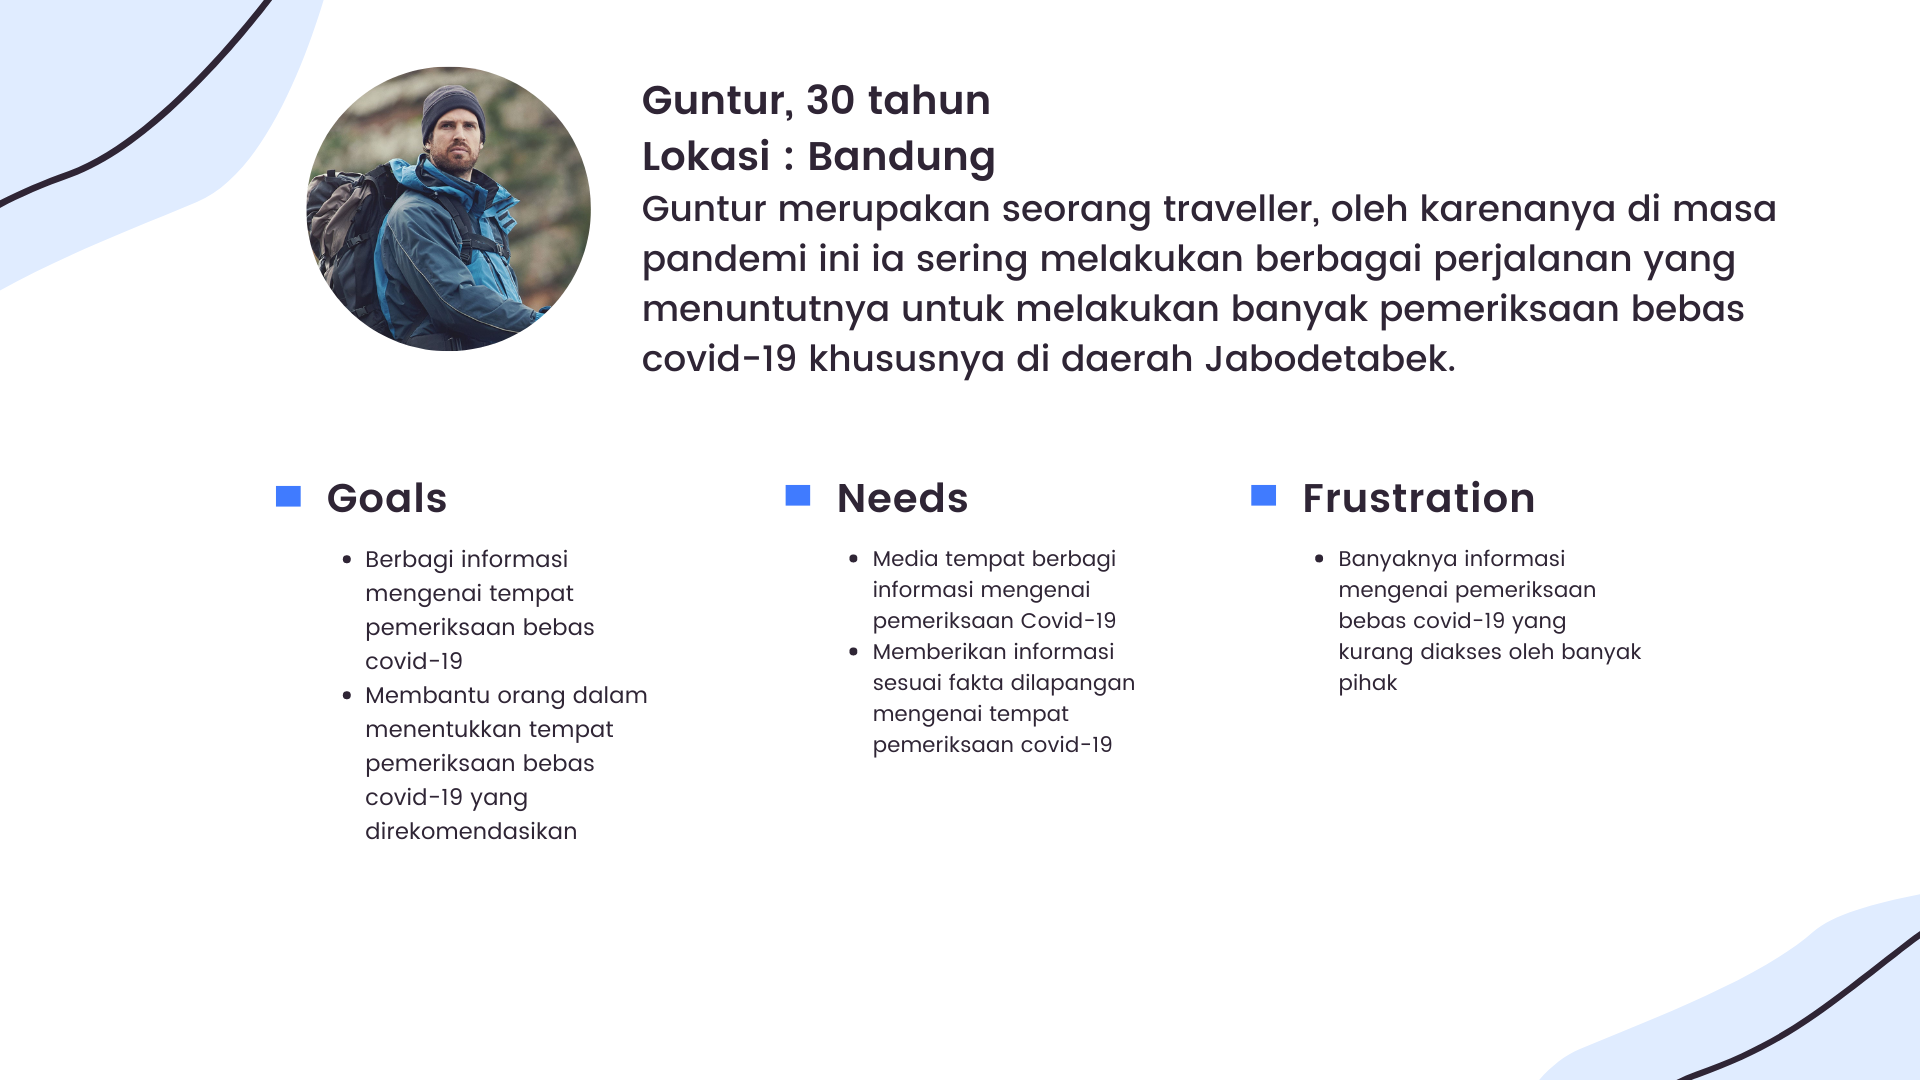 Guntur, 30 tahun
Lokasi : Bandung
Guntur merupakan seorang traveller, oleh karenanya di masa
pandemi ini ia sering melakukan berbagai perjalanan yang
menuntutnya untuk melakukan banyak pemeriksaan bebas
covid-19 khususnya di daerah Jabodetabek.
Goals
• Berbagi informasi
mengenai tempat
pemeriksaan bebas
covid-19
• Membantu orang dalam
menentukkan tempat
pemeriksaan bebas
covid-19 yang
direkomendasikan
Needs
• Media tempat berbagi
informasi mengenai
pemeriksaan Covid-19
• Memberikan informasi
sesuai fakta dilapangan
mengenai tempat
pemeriksaan covid-19
Frustration
• Banyaknya informasi
mengenai pemeriksaan
bebas covid-19 yang
kurang diakses oleh banyak
pihak